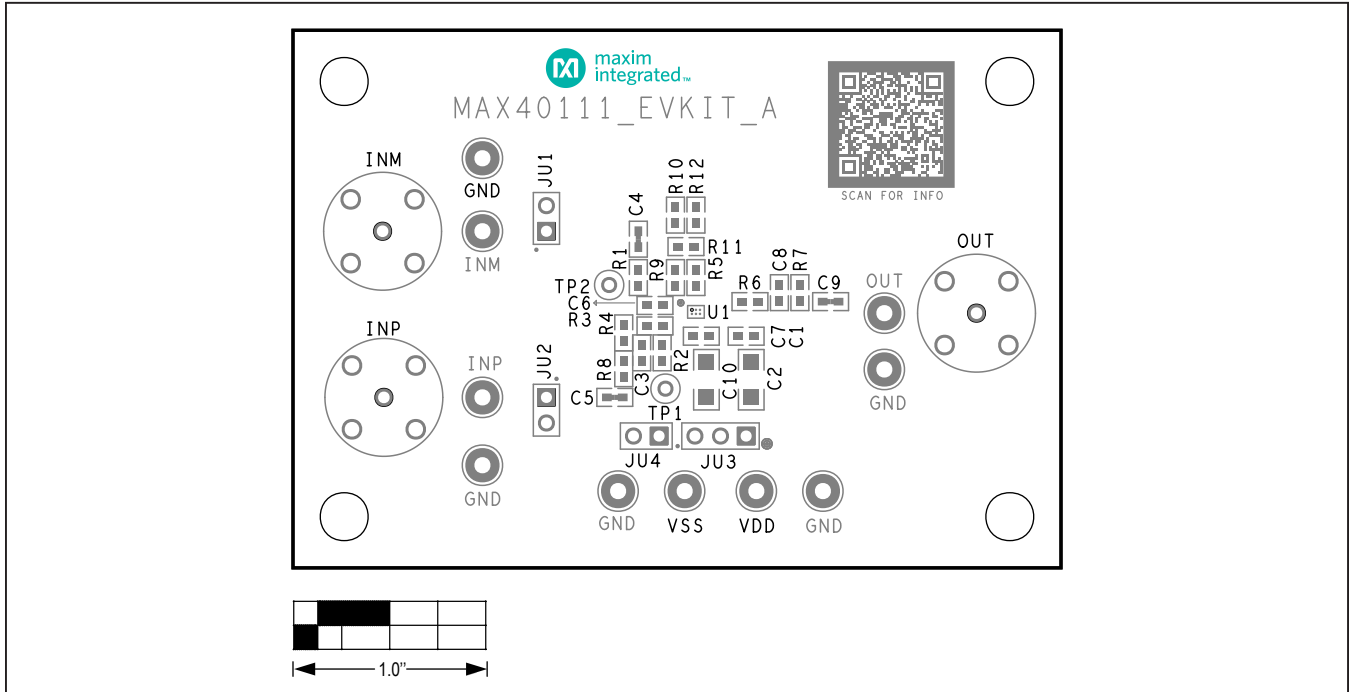 maxim
integrated™
MAX40111_EVKIT_A
SCAN FOR INFO
INM
GND
INM
JU1
C4
R10
R12
R11
R1
R9
R5
TP2
C6
R3
U1
R6
C8
R7
C9
OUT
OUT
GND
INP
INP
GND
JU2
R4
R8
C5
C3
R2
TP1
C7
C1
C10
C2
JU4
JU3
GND
VSS
VDD
GND
1.0”